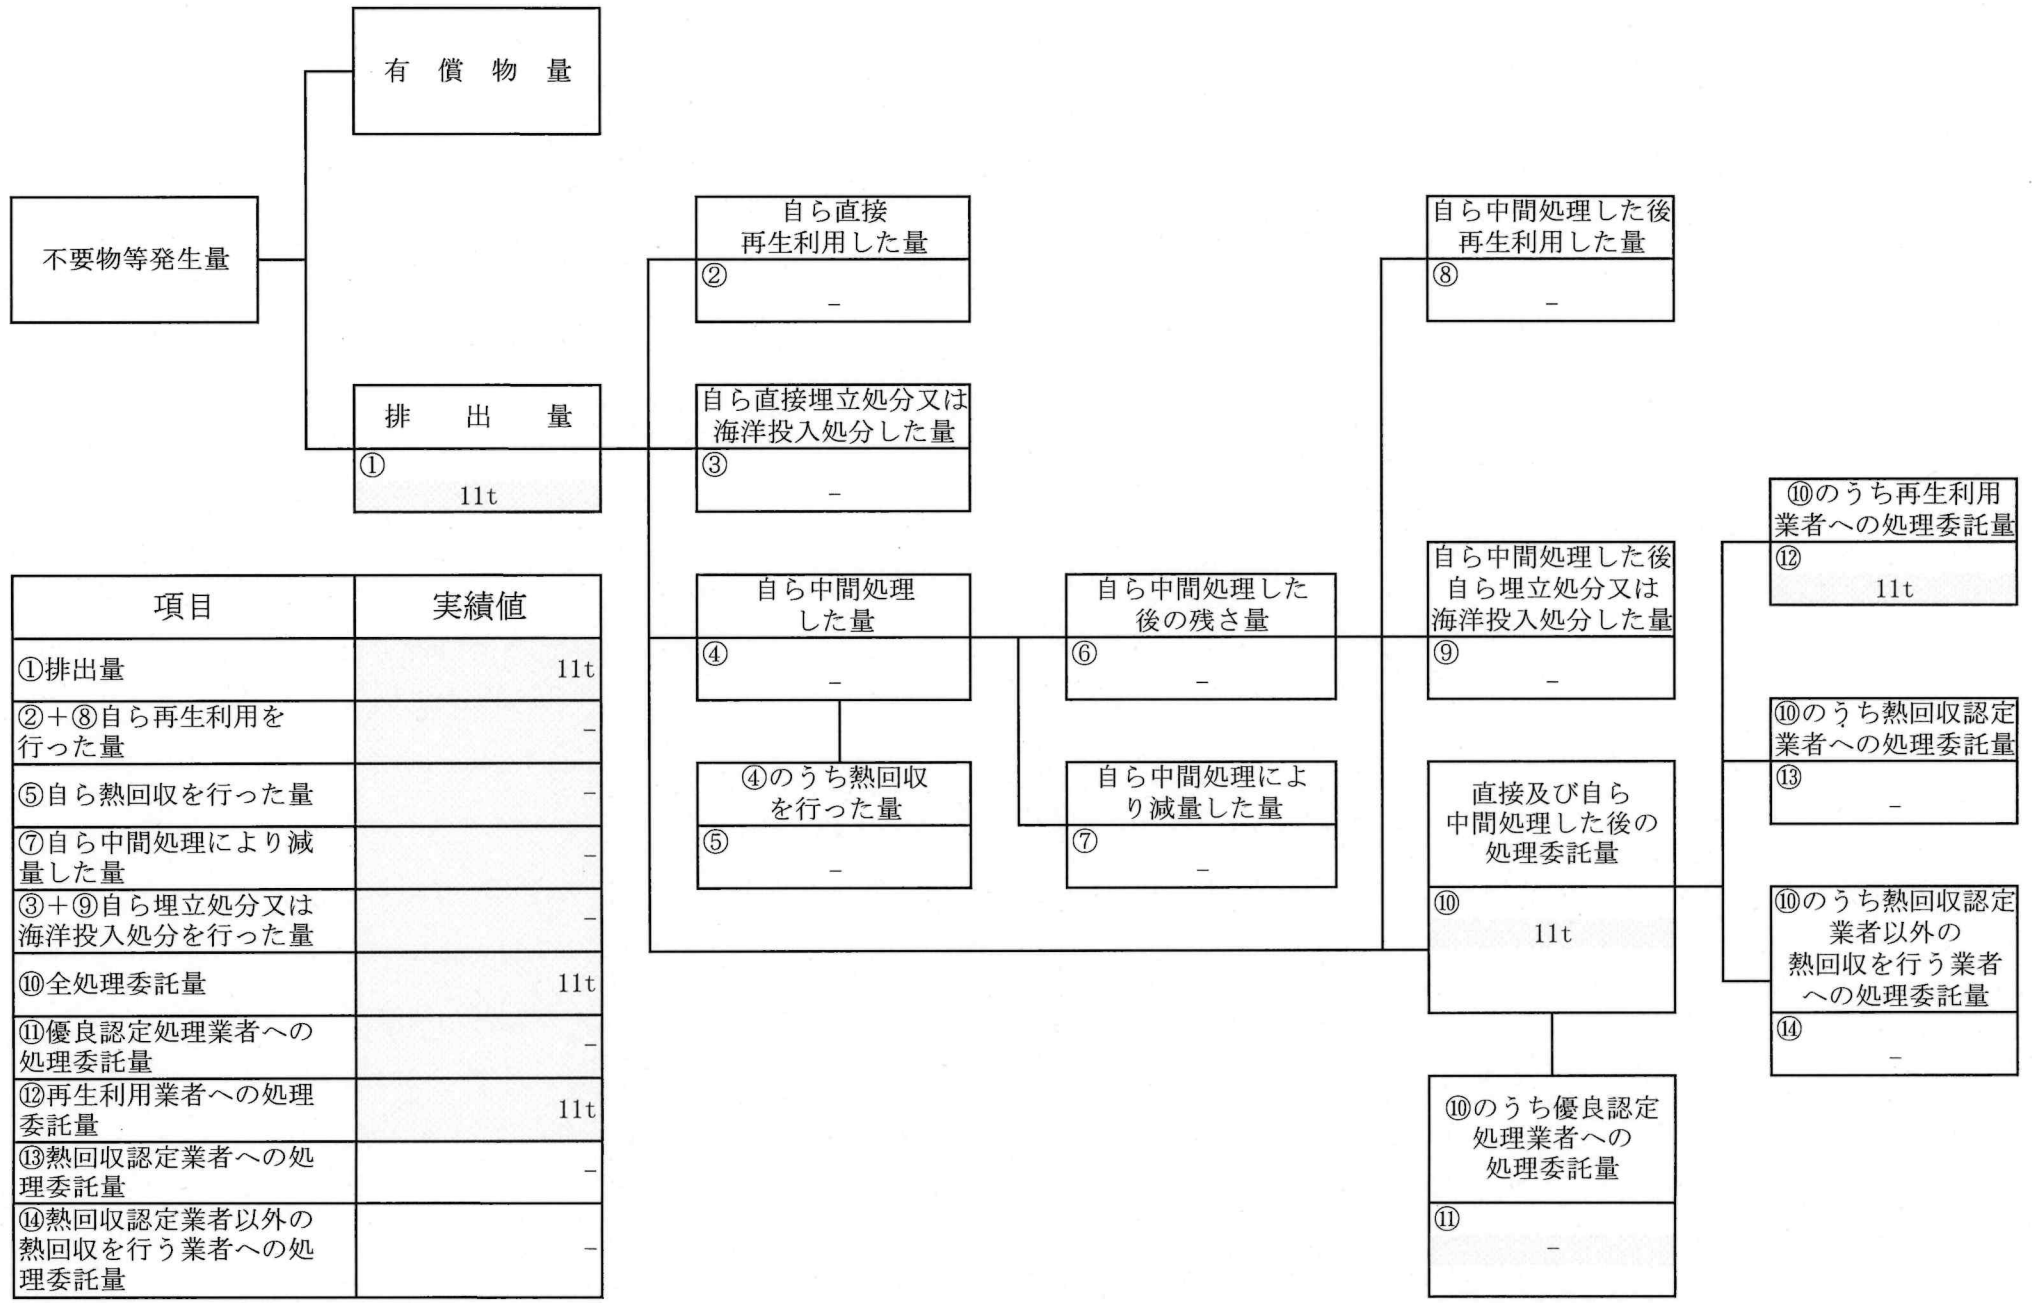 有償物量
不要物等発生量
排出量
①
11t
自ら直接
再生利用した量
②
–
自ら直接埋立処分又は
海洋投入処分した量
③
–
自ら中間処理
した量
④
–
④のうち熱回収
を行った量
⑤
–
自ら中間処理した
後の残さ量
⑥
–
自ら中間処理によ
り減量した量
⑦
–
自ら中間処理した後
再生利用した量
⑧
–
自ら中間処理した後
自ら埋立処分又は
海洋投入処分した量
⑨
–
直接及び自ら
中間処理した後の
処理委託量
⑩
11t
⑩のうち優良認定
処理業者への
処理委託量
⑪
–
⑩のうち再生利用
業者への処理委託量
⑫
11t
⑩のうち熱回収認定
業者への処理委託量
⑬
–
⑩のうち熱回収認定
業者以外の
熱回収を行う業者
への処理委託量
⑭
–
項目 実績値
①排出量 11t
②+⑧自ら再生利用を
行った量 –
⑤自ら熱回収を行った量 –
⑦自ら中間処理により減
量した量 –
③+⑨自ら埋立処分又は
海洋投入処分を行った量 –
⑩全処理委託量 11t
⑪優良認定処理業者への
処理委託量 –
⑫再生利用業者への処理
委託量 11t
⑬熱回収認定業者への処
理委託量 –
⑭熱回収認定業者以外の
熱回収を行う業者への処
理委託量 –